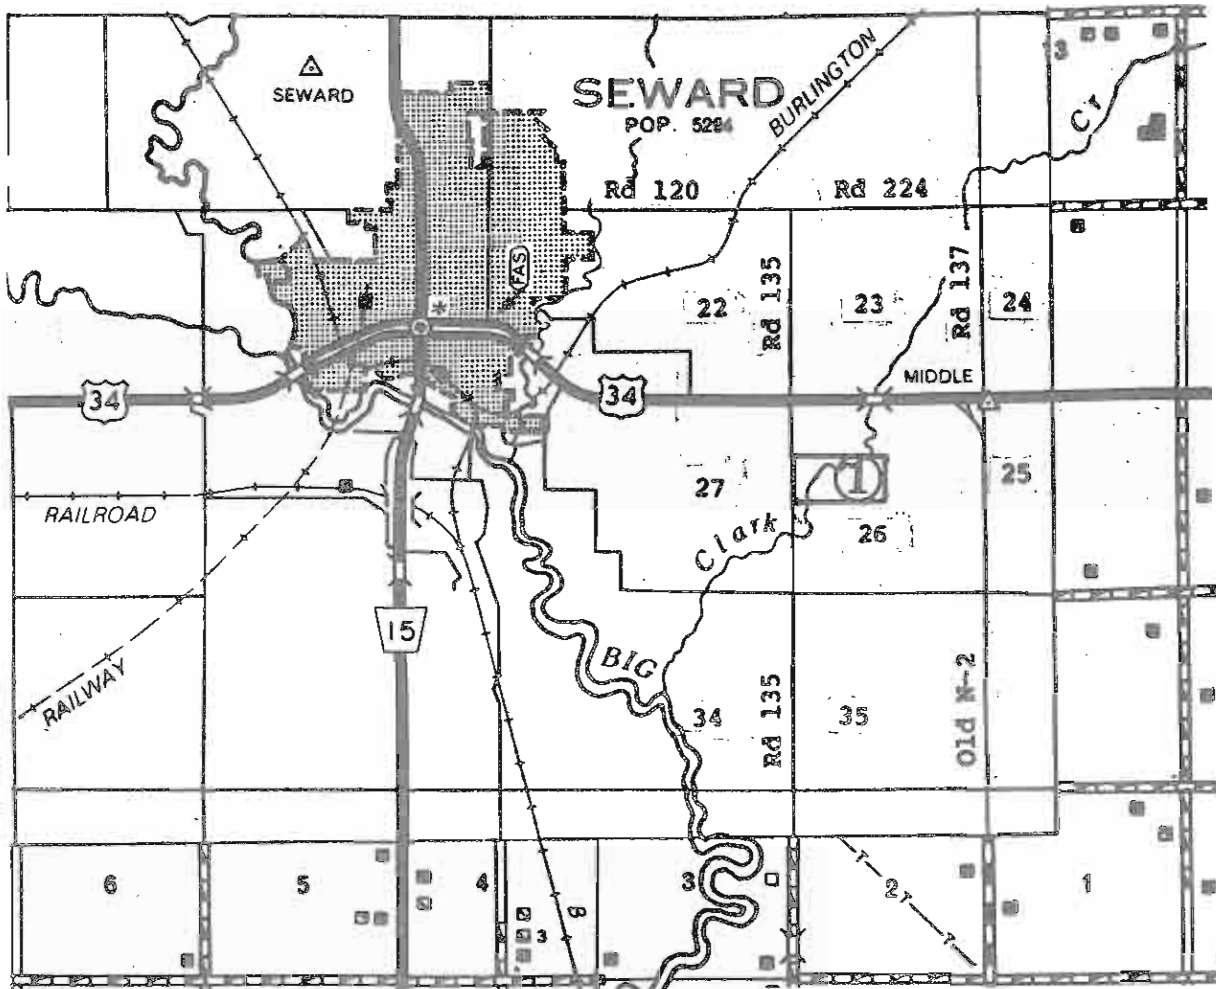 SEWARD
SEWARD
POP. 5294
BURLINGTON
3
Cr
Rd 120
Rd 224
FAS
*
22
Rd 135
23
Rd 137
24
MIDDLE
34
34
1
27
25
RAILROAD
Clark
26
15
BIG
RAILWAY
34
Rd 135
35
Old N-2
6
5
4
3
B
3
2
1
T
T
T
T